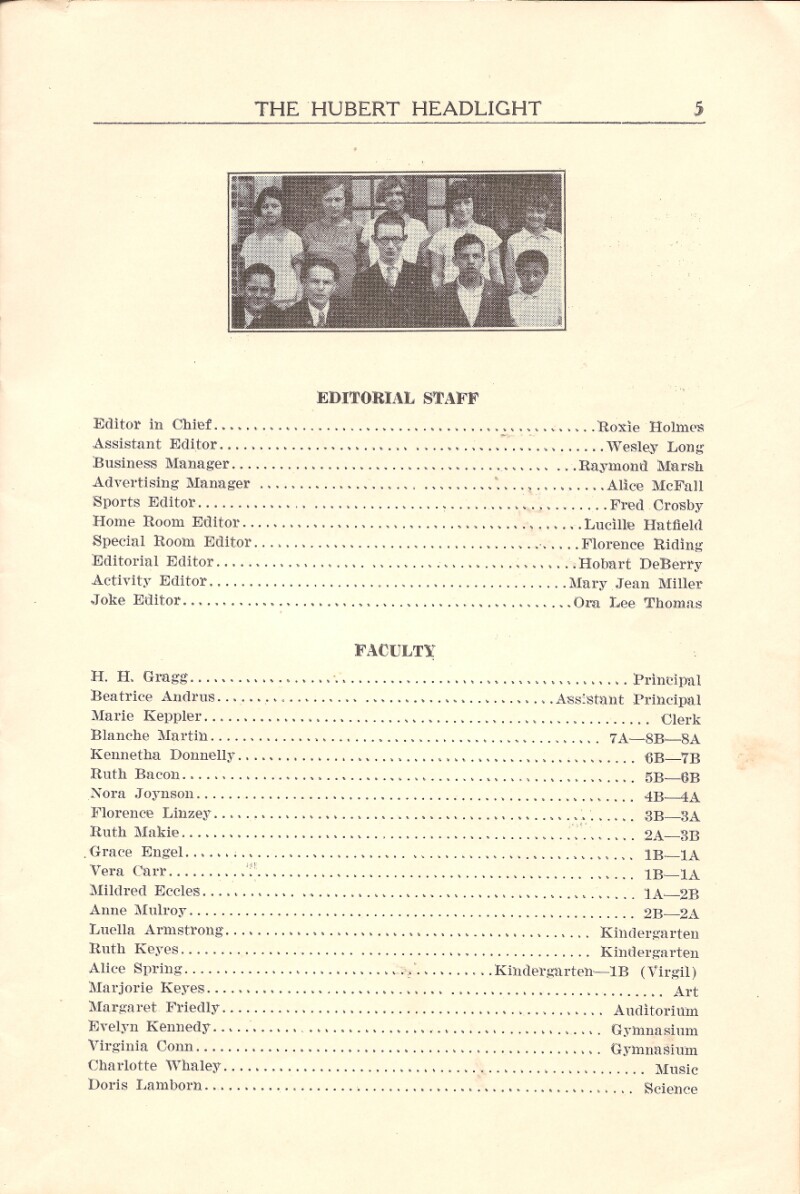 THE HUBERT HEADLIGHT 5
EDITORIAL STAFF
Editor in Chief................................................Roxie Holmes
Assistant Editor................................................Wesley Long
Business Manager............................................Raymond Marsh
Advertising Manager ............................................Alice McFall
Sports Editor....................................................Fred Crosby
Home Room Editor...........................................Lucille Hatfield
Special Room Editor.........................................Florence Riding
Editorial Editor..............................................Hobart DeBerry
Activity Editor.............................................Mary Jean Miller
Joke Editor.................................................Ora Lee Thomas
FACULTY
H. H. Gragg....................................................... Principal
Beatrice Andrus..........................................Assistant Principal
Marie Keppler........................................................ Clerk
Blanche Martin................................................. 7A—8B—8A
Kennetha Donnelly.................................................. 6B—7B
Ruth Bacon......................................................... 5B—6B
Nora Joynson....................................................... 4B—4A
Florence Linzey..................................................... 3B—3A
Ruth Makie......................................................... 2A—3B
Grace Engel........................................................ 1B—1A
Vera Carr.......................................................... 1B—1A
Mildred Eccles...................................................... 1A—2B
Anne Mulroy........................................................ 2B—2A
Luella Armstrong.............................................. Kindergarten
Ruth Keyes.................................................... Kindergarten
Alice Spring.......................................Kindergarten—1B (Virgil)
Marjorie Keyes......................................................... Art
Margaret Friedly................................................ Auditorium
Evelyn Kennedy................................................. Gymnasium
Virginia Conn................................................... Gymnasium
Charlotte Whaley..................................................... Music
Doris Lamborn...................................................... Science